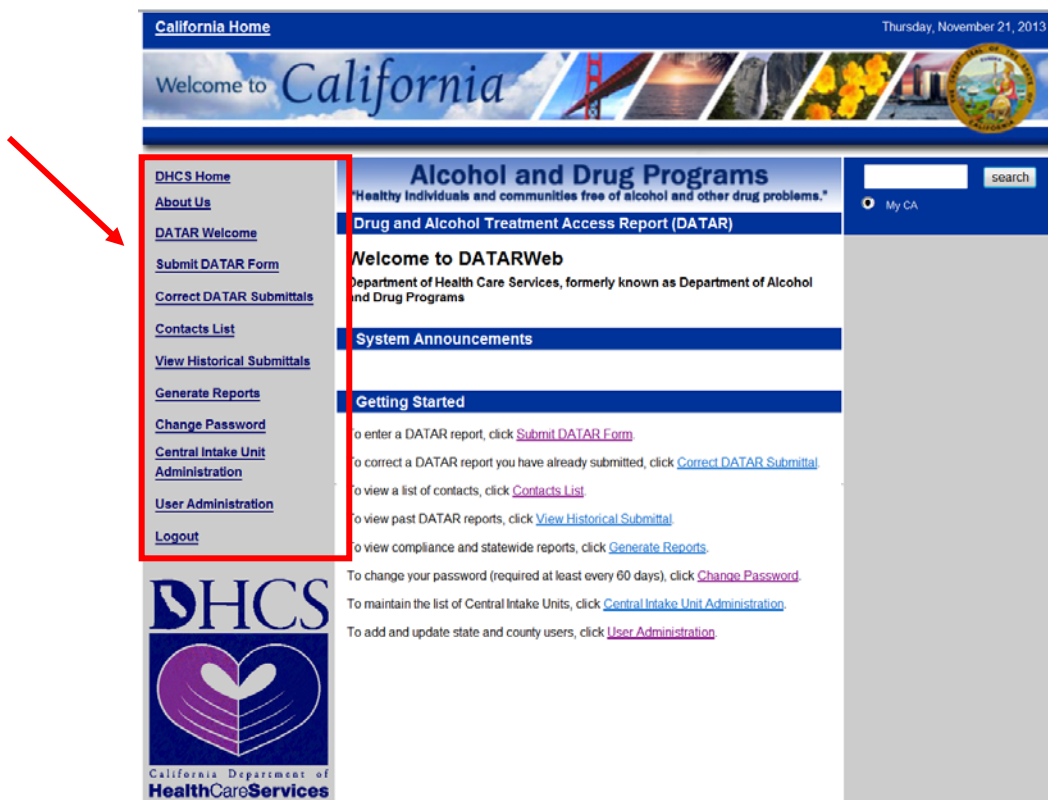 California Home
Thursday, November 21, 2013
Welcome to California
DHCS Home
About Us
DATAR Welcome
Submit DATAR Form
Correct DATAR Submittals
Contacts List
View Historical Submittals
Generate Reports
Change Password
Central Intake Unit
Administration
User Administration
Logout
DHCS
California Department of
HealthCareServices
Alcohol and Drug Programs
"Healthy individuals and communities free of alcohol and other drug problems."
Drug and Alcohol Treatment Access Report (DATAR)
Welcome to DATARWeb
Department of Health Care Services, formerly known as Department of Alcohol
and Drug Programs
System Announcements
Getting Started
To enter a DATAR report, click Submit DATAR Form.
To correct a DATAR report you have already submitted, click Correct DATAR Submittal.
To view a list of contacts, click Contacts List.
To view past DATAR reports, click View Historical Submittal.
To view compliance and statewide reports, click Generate Reports.
To change your password (required at least every 60 days), click Change Password.
To maintain the list of Central Intake Units, click Central Intake Unit Administration.
To add and update state and county users, click User Administration.
search
My CA